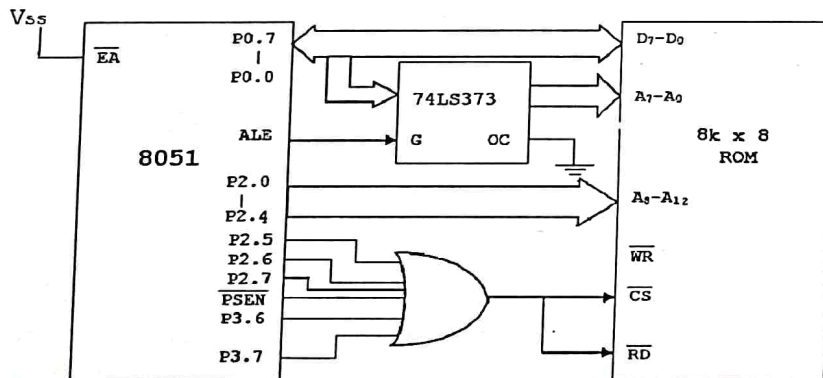 Vss
EA
P0.7
P0.0
ALE
8051
P2.0
P2.4
P2.5
P2.6
P2.7
PSEN
P3.6
P3.7
74LS373
G OC
D7-D0
A7-A0
8k x 8
ROM
A8-A12
WR
CS
RD